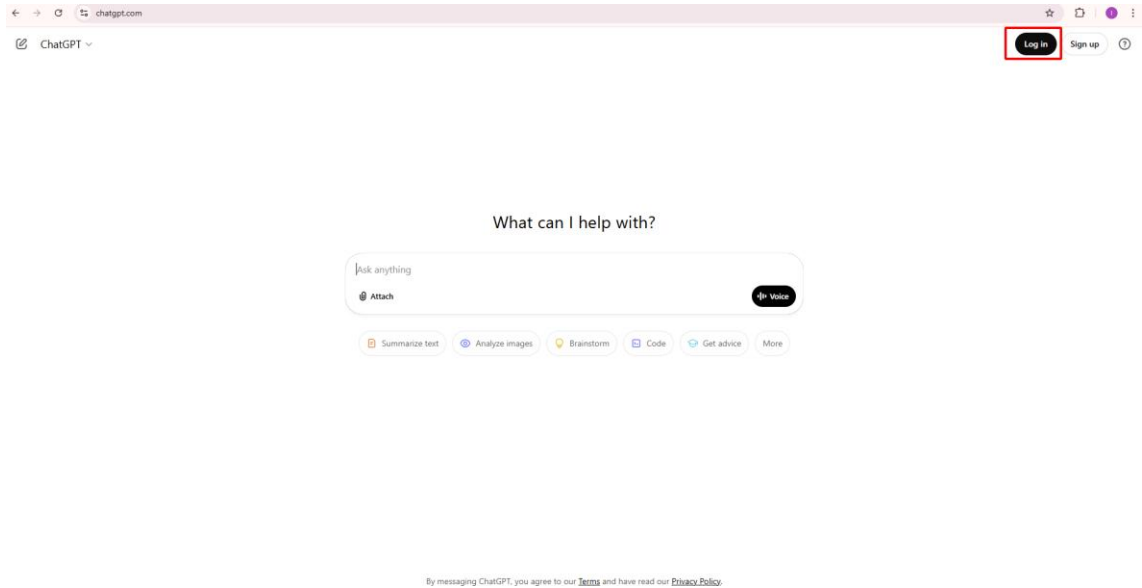 chatgpt.com
ChatGPT
Log in
Sign up
What can I help with?
Ask anything
Attach
Voice
Summarize text
Analyze images
Brainstorm
Code
Get advice
More
By messaging ChatGPT, you agree to our Terms and have read our Privacy Policy.